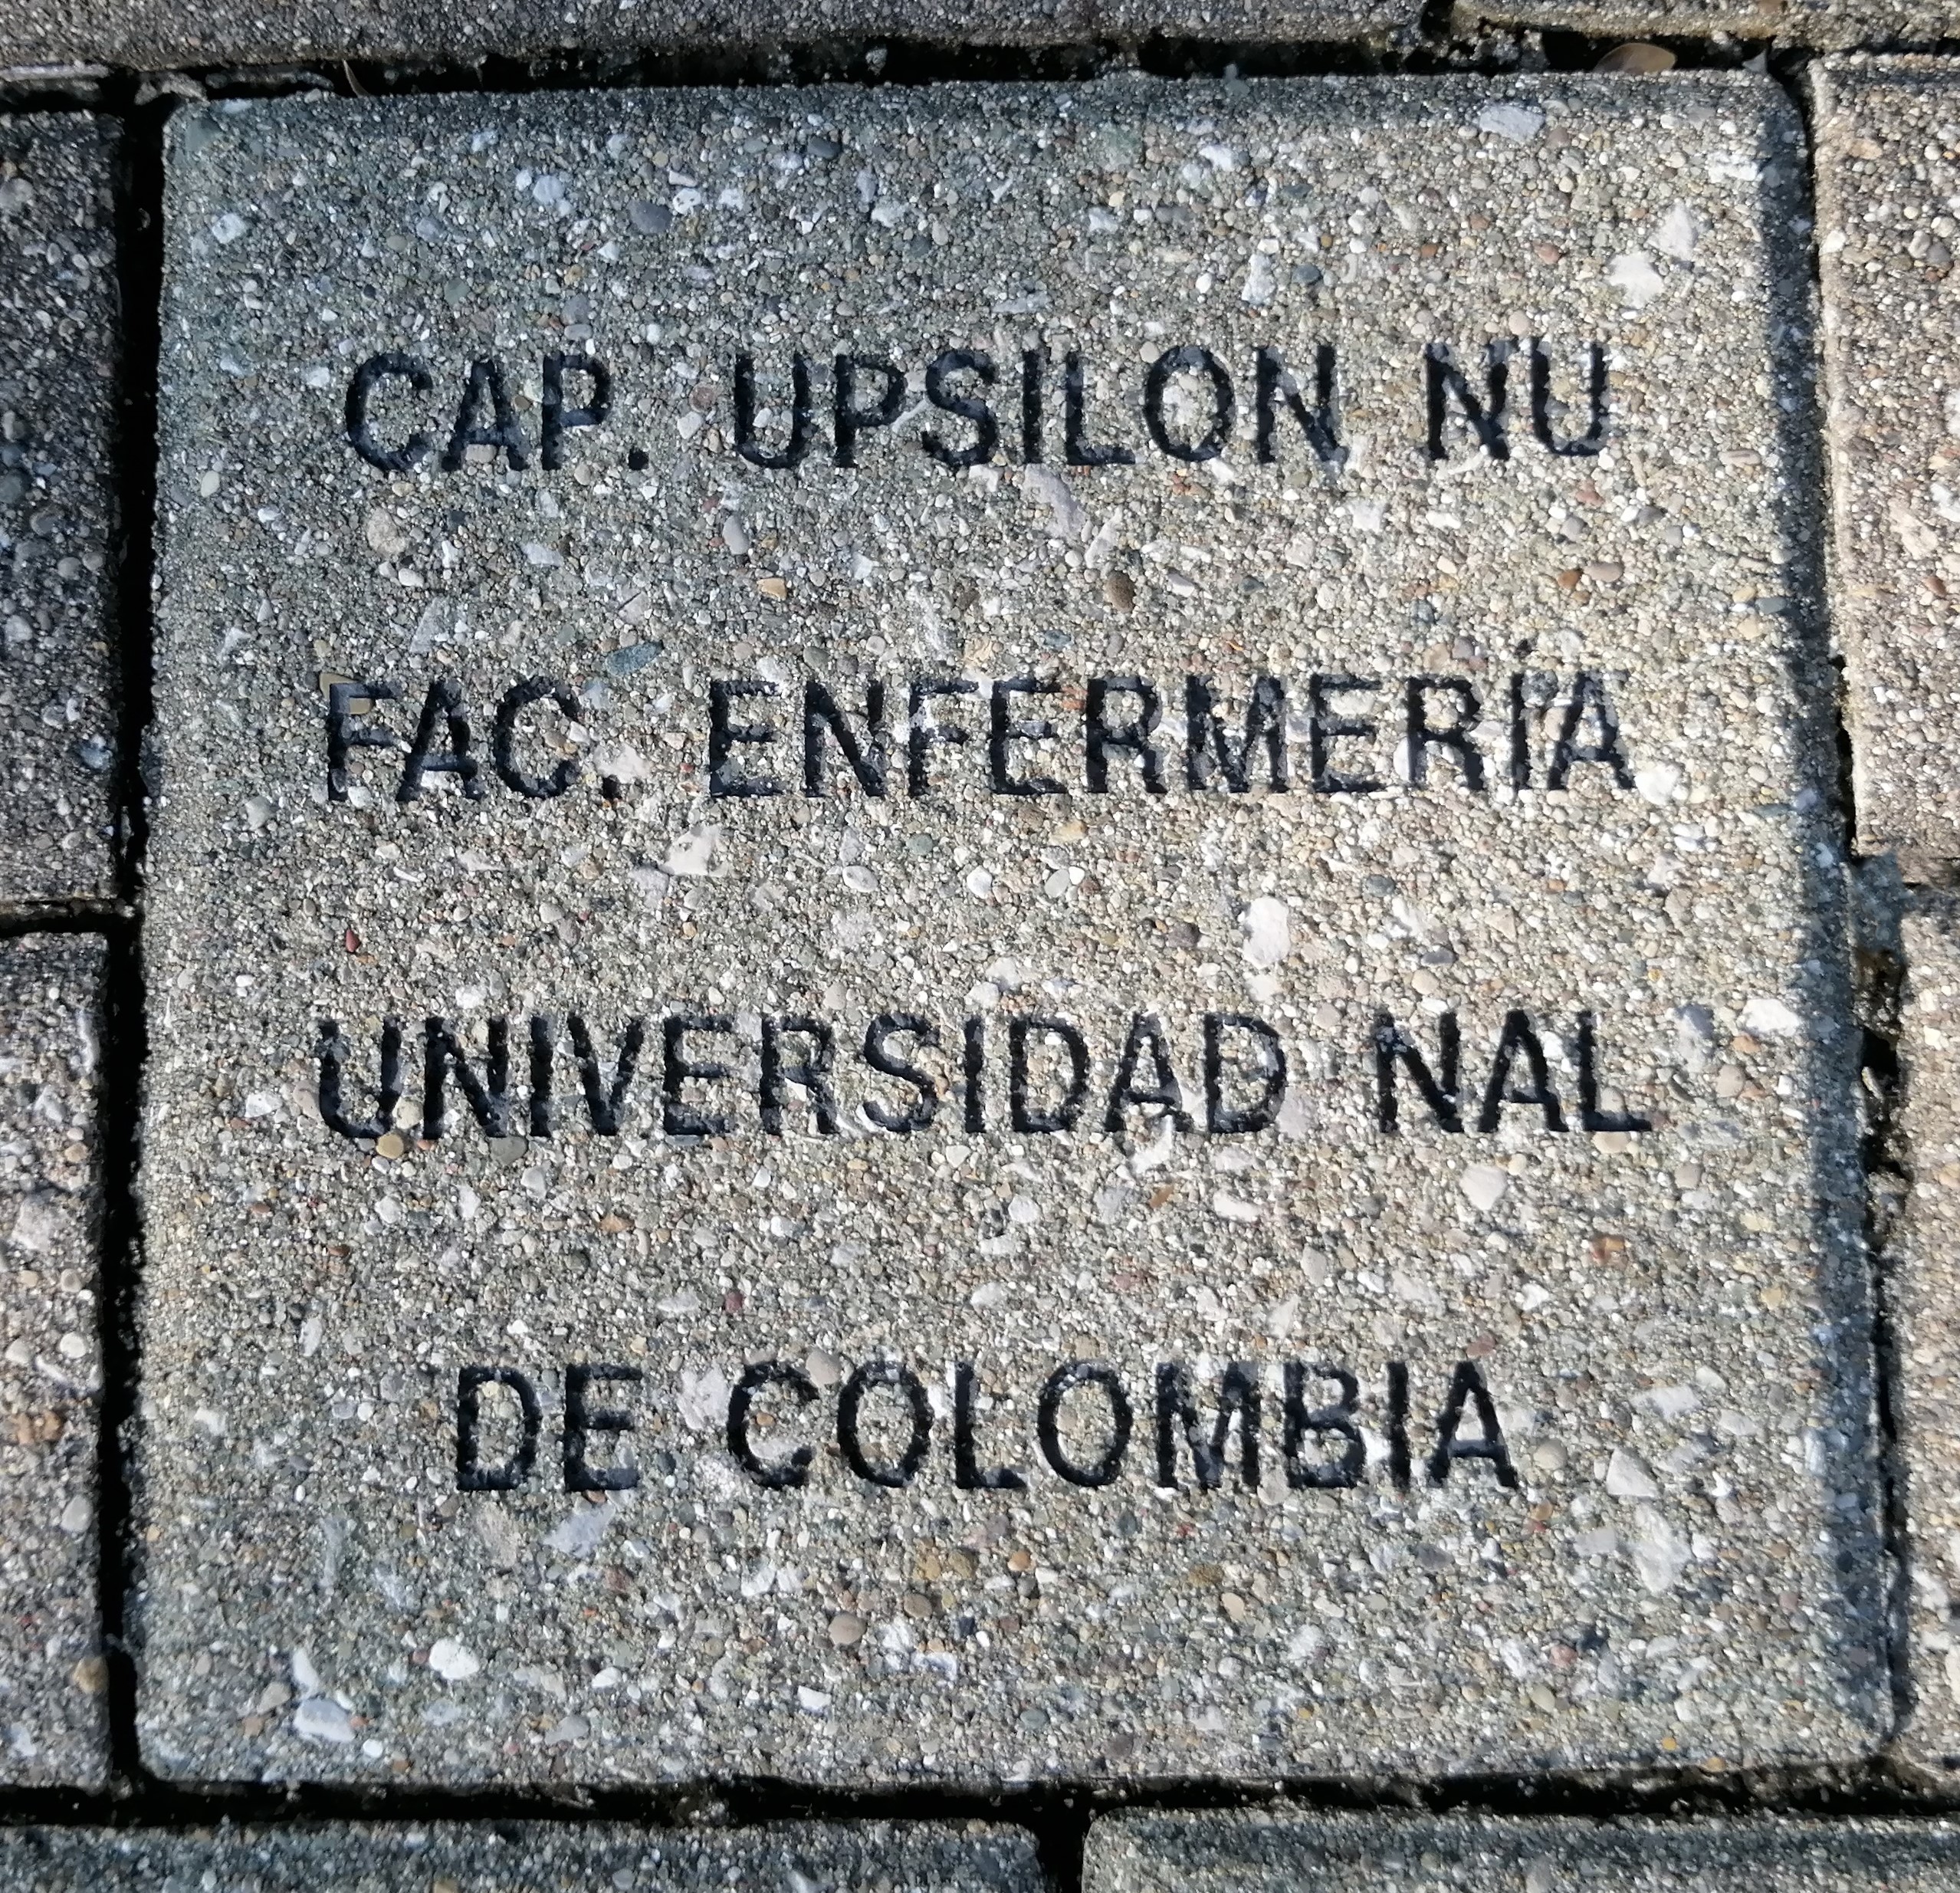 CAP. UPSILON NU
FAC. ENFERMERÍA
UNIVERSIDAD NAL
DE COLOMBIA